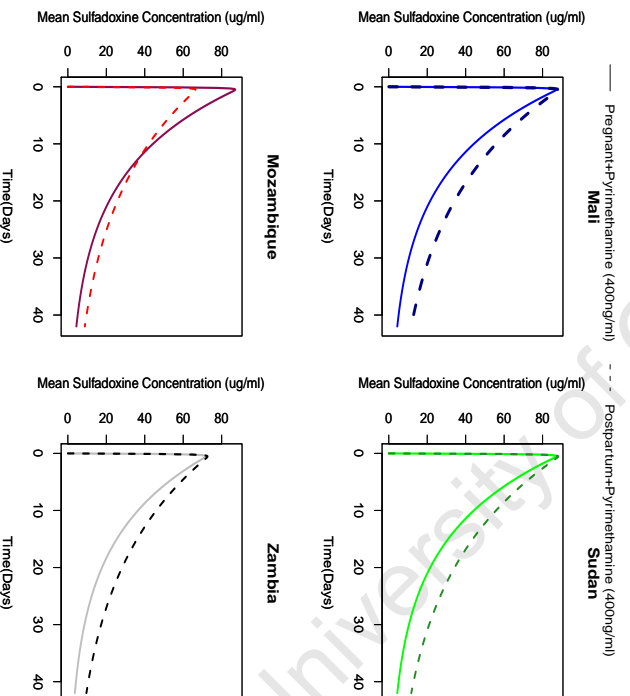 Pregnant+Pyrimethamine (400ng/ml) Postpartum+Pyrimethamine (400ng/ml)
Mali
Mean Sulfadoxine Concentration (ug/ml)
0 20 40 60 80
0 10 20 30 40
Time(Days)
Sudan
Mean Sulfadoxine Concentration (ug/ml)
0 20 40 60 80
0 10 20 30 40
Time(Days)
Mozambique
Mean Sulfadoxine Concentration (ug/ml)
0 20 40 60 80
0 10 20 30 40
Time(Days)
Zambia
Mean Sulfadoxine Concentration (ug/ml)
0 20 40 60 80
0 10 20 30 40
Time(Days)
University of